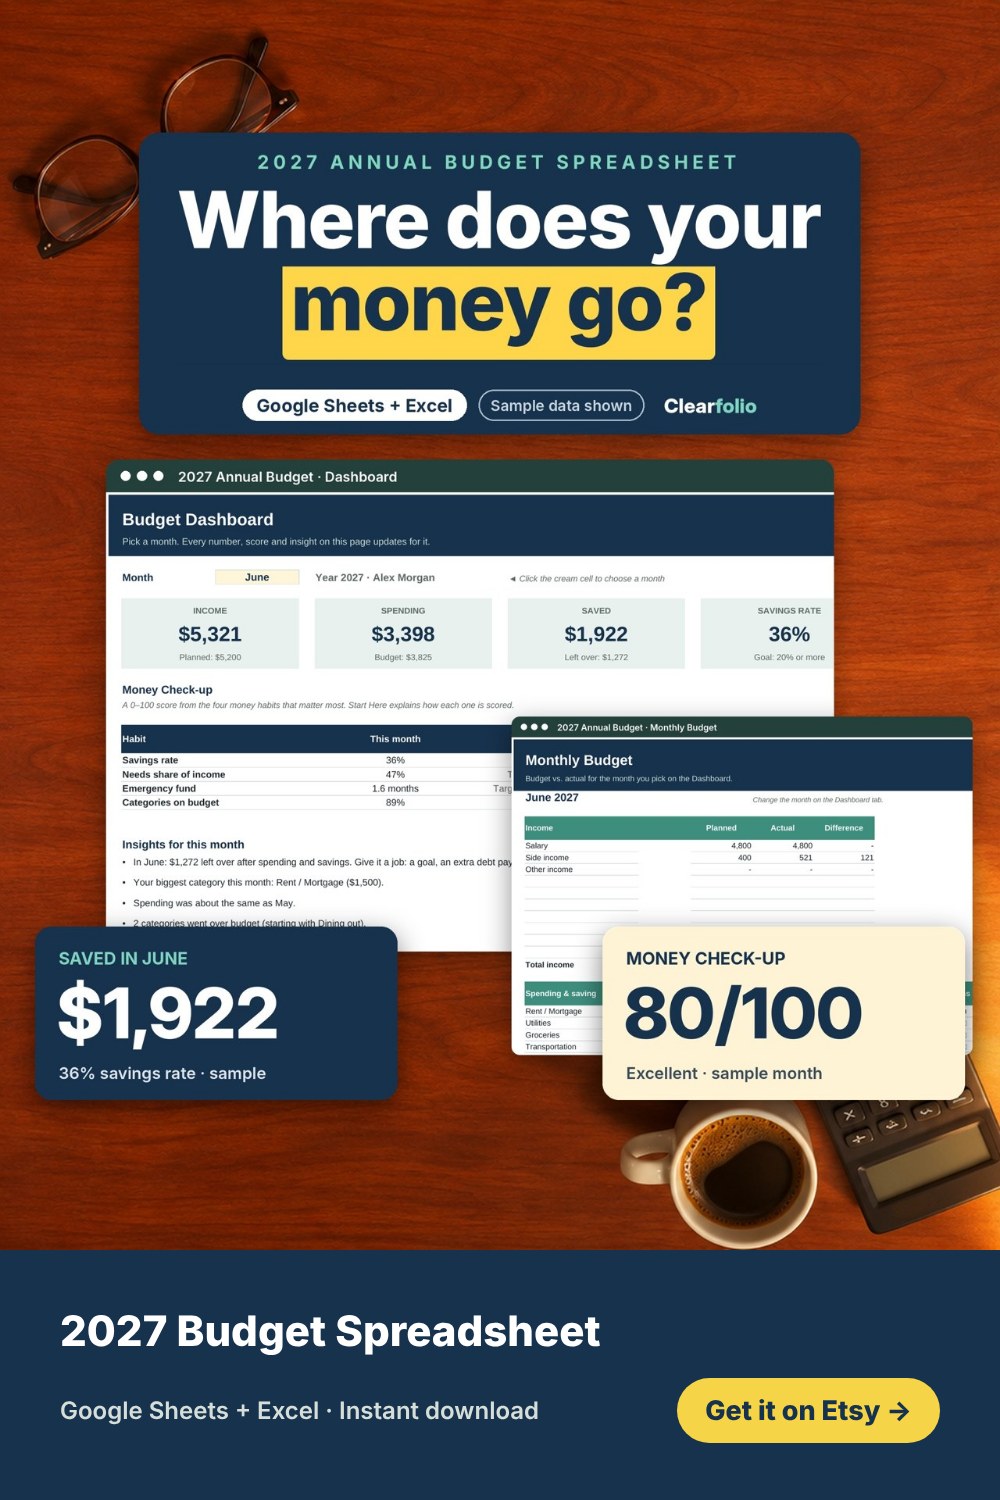 2027 ANNUAL BUDGET SPREADSHEET
Where does your
money go?
Google Sheets + Excel
Sample data shown
Clearfolio
2027 Annual Budget · Dashboard
Budget Dashboard
Pick a month. Every number, score and insight on this page updates for it.
Month June Year 2027 · Alex Morgan ◄ Click the cream cell to choose a month
INCOME SPENDING SAVED SAVINGS RATE
$5,321 $3,398 $1,922 36%
Planned: $5,200 Budget: $3,825 Left over: $1,272 Goal: 20% or more
Money Check-up
A 0–100 score from the four money habits that matter most. Start Here explains how each one is scored.
Habit This month
Savings rate 36%
Needs share of income 47%
Emergency fund 1.6 months
Categories on budget 89%
Insights for this month
• In June: $1,272 left over after spending and savings. Give it a job: a goal, an extra debt pay
• Your biggest category this month: Rent / Mortgage ($1,500).
• Spending was about the same as May.
• 2 categories went over budget (starting with Dining out).
2027 Annual Budget · Monthly Budget
Monthly Budget
Budget vs. actual for the month you pick on the Dashboard.
June 2027 Change the month on the Dashboard tab.
Income Planned Actual Difference
Salary 4,800 4,800 -
Side income 400 521 121
Other income - - -
Total income
Spending & saving
Rent / Mortgage
Utilities
Groceries
Transportation
SAVED IN JUNE
$1,922
36% savings rate · sample
MONEY CHECK-UP
80/100
Excellent · sample month
2027 Budget Spreadsheet
Google Sheets + Excel · Instant download
Get it on Etsy →